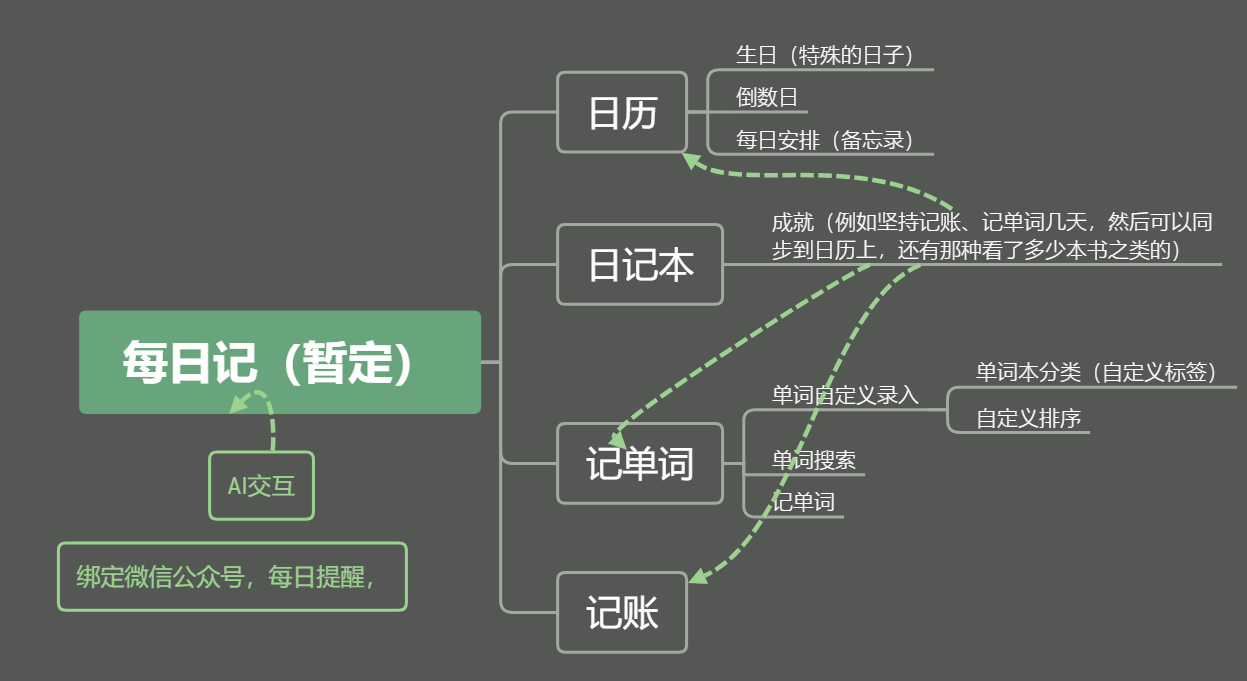 生日（特殊的日子）
日历
倒数日
每日安排（备忘录）
成就（例如坚持记账、记单词几天，然后可以同
步到日历上，还有那种看了多少本书之类的）
日记本
每日记（暂定）
单词本分类（自定义标签）
单词自定义录入
自定义排序
记单词
单词搜索
记单词
AI交互
绑定微信公众号，每日提醒，
记账